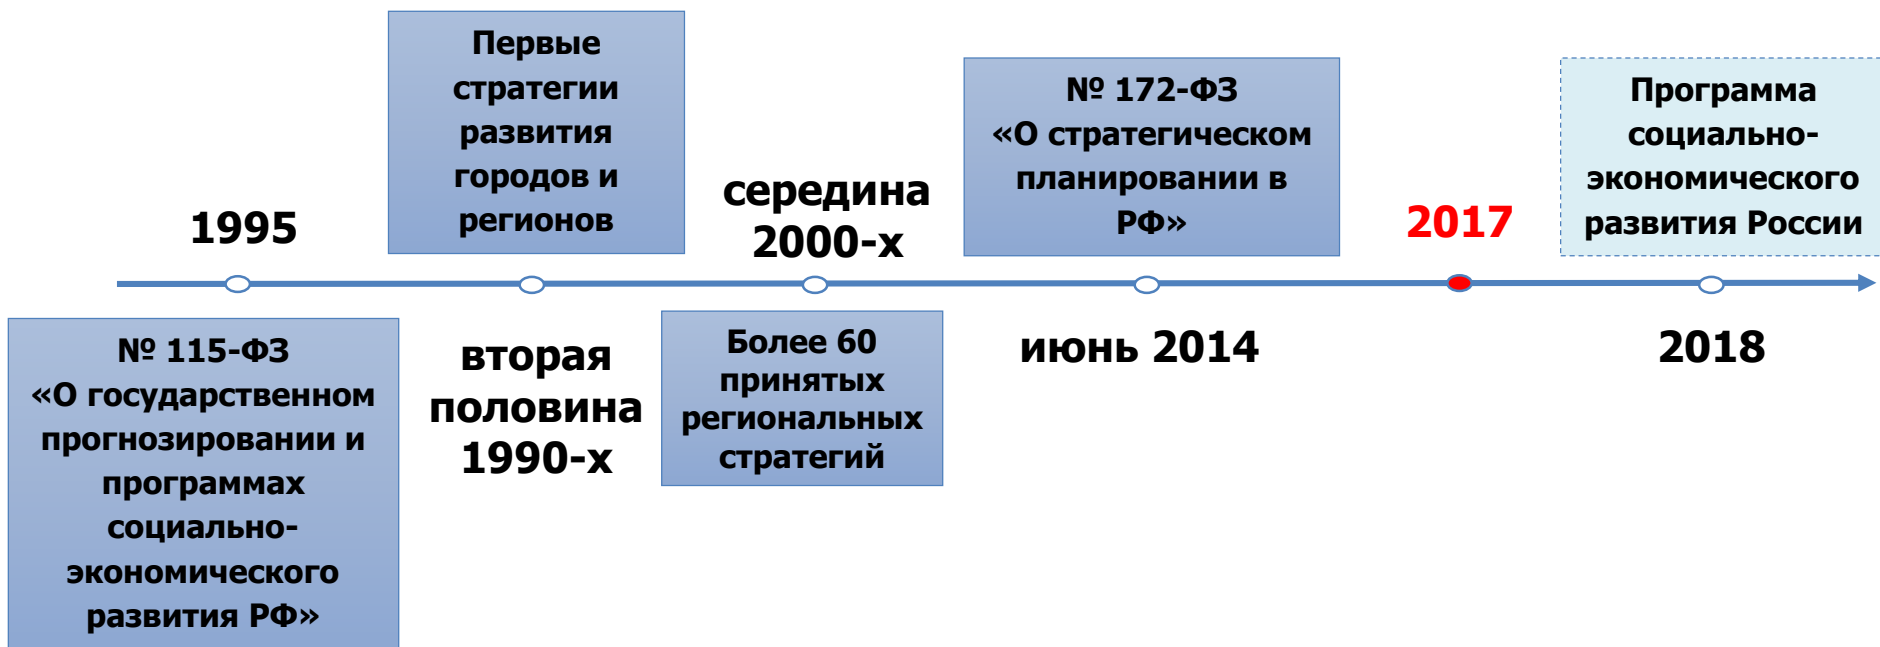 1995
№ 115-ФЗ
«О государственном
прогнозировании и
программах
социально-
экономического
развития РФ»
Первые
стратегии
развития
городов и
регионов
вторая
половина
1990-х
середина
2000-х
Более 60
принятых
региональных
стратегий
№ 172-ФЗ
«О стратегическом
планировании в
РФ»
июнь 2014
2017
Программа
социально-
экономического
развития России
2018